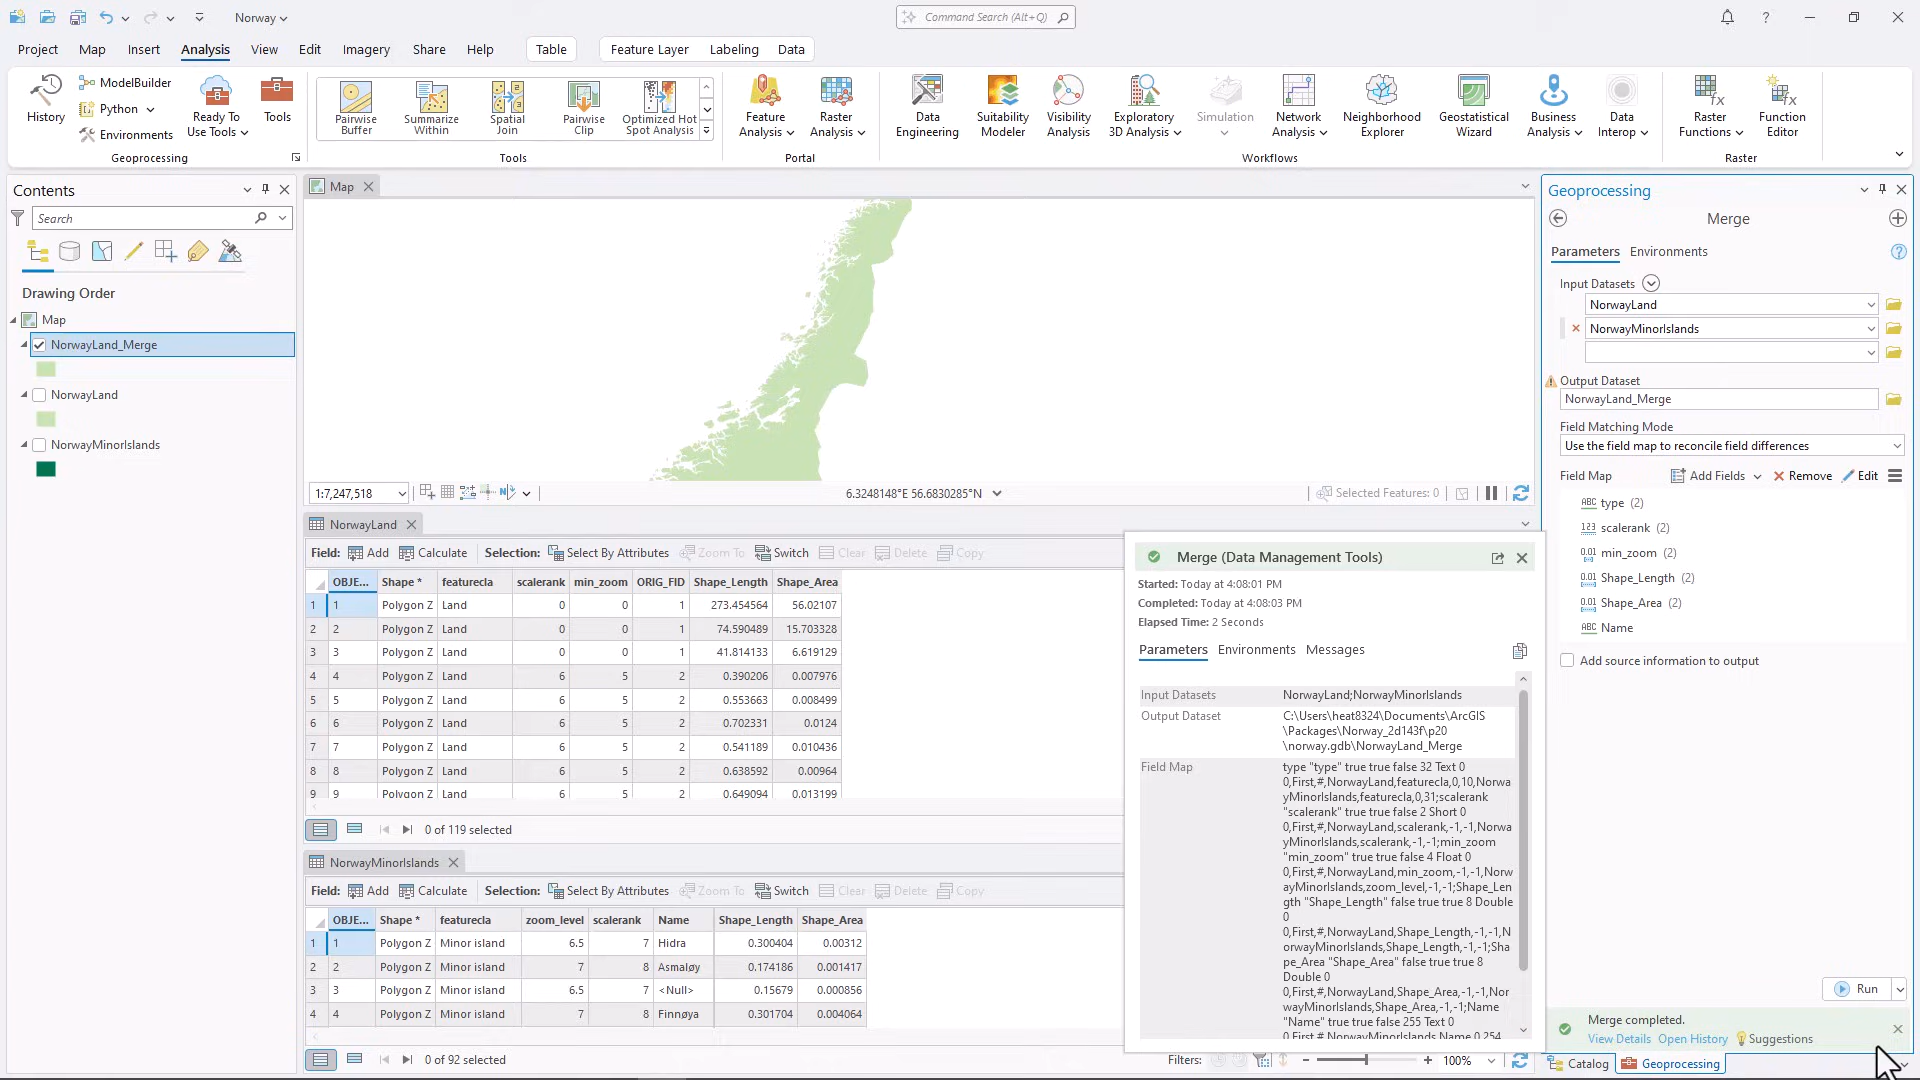 Norway
Command Search (Alt+Q)
Project Map Insert Analysis View Edit Imagery Share Help Table Feature Layer Labeling Data
History
ModelBuilder
Python
Environments
Ready To Use Tools
Tools
Geoprocessing
Pairwise Buffer
Summarize Within
Spatial Join
Pairwise Clip
Optimized Hot Spot Analysis
Tools
Feature Analysis
Raster Analysis
Portal
Data Engineering
Suitability Modeler
Visibility Analysis
Exploratory 3D Analysis
Simulation
Network Analysis
Neighborhood Explorer
Geostatistical Wizard
Business Analysis
Data Interop
Workflows
Raster Functions
Function Editor
Raster
Contents
Search
Drawing Order
Map
NorwayLand_Merge
NorwayLand
NorwayMinorIslands
Map
1:7,247,518
6.3248148°E 56.6830285°N
Selected Features: 0
NorwayLand
Field: Add Calculate Selection: Select By Attributes Zoom To Switch Clear Delete Copy
OBJE... Shape * featurecla scalerank min_zoom ORIG_FID Shape_Length Shape_Area
1 1 Polygon Z Land 0 0 1 273.454564 56.02107
2 2 Polygon Z Land 0 0 1 74.590489 15.703328
3 3 Polygon Z Land 0 0 1 41.814133 6.619129
4 4 Polygon Z Land 6 5 2 0.390206 0.007976
5 5 Polygon Z Land 6 5 2 0.553663 0.008499
6 6 Polygon Z Land 6 5 2 0.702331 0.0124
7 7 Polygon Z Land 6 5 2 0.541189 0.010436
8 8 Polygon Z Land 6 5 2 0.638592 0.00964
9 9 Polygon Z Land 6 5 2 0.649094 0.013199
0 of 119 selected
NorwayMinorIslands
Field: Add Calculate Selection: Select By Attributes Zoom To Switch Clear Delete Copy
OBJE... Shape * featurecla zoom_level scalerank Name Shape_Length Shape_Area
1 1 Polygon Z Minor island 6.5 7 Hidra 0.300404 0.00312
2 2 Polygon Z Minor island 7 8 Asmaløy 0.174186 0.001417
3 3 Polygon Z Minor island 6.5 7 <Null> 0.15679 0.000856
4 4 Polygon Z Minor island 7 8 Finnøya 0.301704 0.004064
0 of 92 selected
Filters: 100%
Merge (Data Management Tools)
Started: Today at 4:08:01 PM
Completed: Today at 4:08:03 PM
Elapsed Time: 2 Seconds
Parameters Environments Messages
Input Datasets NorwayLand;NorwayMinorIslands
Output Dataset C:\Users\heat8324\Documents\ArcGIS
\Packages\Norway_2d143f\p20
\norway.gdb\NorwayLand_Merge
Field Map type "type" true true false 32 Text 0
0,First,#,NorwayLand,featurecla,0,10,Norwa
yMinorIslands,featurecla,0,31;scalerank
"scalerank" true true false 2 Short 0
0,First,#,NorwayLand,scalerank,-1,-1,Norwa
yMinorIslands,scalerank,-1,-1;min_zoom
"min_zoom" true true false 4 Float 0
0,First,#,NorwayLand,min_zoom,-1,-1,Norw
ayMinorIslands,zoom_level,-1,-1;Shape_Len
gth "Shape_Length" false true true 8 Double
0
0,First,#,NorwayLand,Shape_Length,-1,-1,N
orwayMinorIslands,Shape_Length,-1,-1;Sha
pe_Area "Shape_Area" false true true 8
Double 0
0,First,#,NorwayLand,Shape_Area,-1,-1,Nor
wayMinorIslands,Shape_Area,-1,-1;Name
"Name" true true false 255 Text 0
0,First,#,NorwayMinorIslands,Name,0,254
Geoprocessing
Merge
Parameters Environments
Input Datasets
NorwayLand
NorwayMinorIslands
Output Dataset
NorwayLand_Merge
Field Matching Mode
Use the field map to reconcile field differences
Field Map Add Fields Remove Edit
ABC type (2)
123 scalerank (2)
0.01 min_zoom (2)
0.01 Shape_Length (2)
0.01 Shape_Area (2)
ABC Name
Add source information to output
Run
Merge completed.
View Details Open History Suggestions
Catalog Geoprocessing